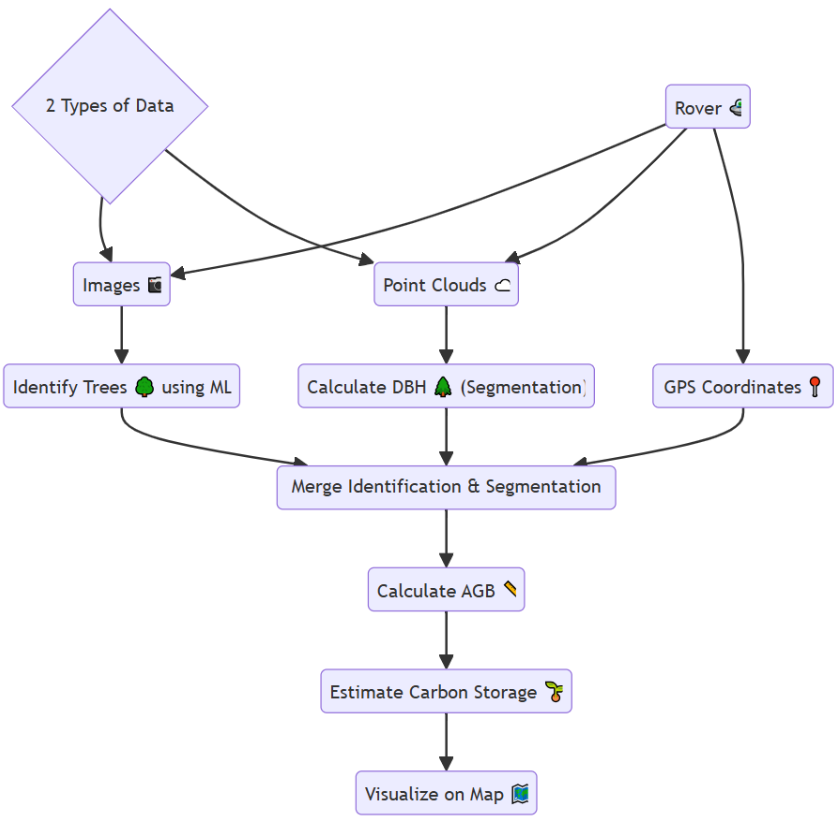 2 Types of Data
Rover 🛸
Images 📷
Point Clouds ☁
Identify Trees 🌳 using ML
Calculate DBH 🌲 (Segmentation)
GPS Coordinates 📍
Merge Identification & Segmentation
Calculate AGB 📏
Estimate Carbon Storage 🌱
Visualize on Map 🗺